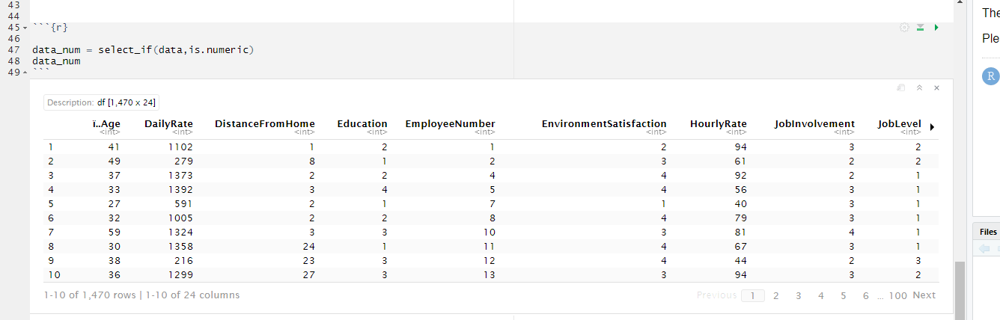 43
44
45 ```{r}
46
47 data_num = select_if(data,is.numeric)
48 data_num
49 ```
Description: df [1,470 x 24]
ï..Age DailyRate DistanceFromHome Education EmployeeNumber EnvironmentSatisfaction HourlyRate JobInvolvement JobLevel
<int> <int> <int> <int> <int> <int> <int> <int> <int>
1 41 1102 1 2 1 2 94 3 2
2 49 279 8 1 2 3 61 2 2
3 37 1373 2 2 4 4 92 2 1
4 33 1392 3 4 5 4 56 3 1
5 27 591 2 1 7 1 40 3 1
6 32 1005 2 2 8 4 79 3 1
7 59 1324 3 3 10 3 81 4 1
8 30 1358 24 1 11 4 67 3 1
9 38 216 23 3 12 4 44 2 3
10 36 1299 27 3 13 3 94 3 2
1-10 of 1,470 rows | 1-10 of 24 columns
Previous 1 2 3 4 5 6 ... 100 Next
The
Ple
R
Files